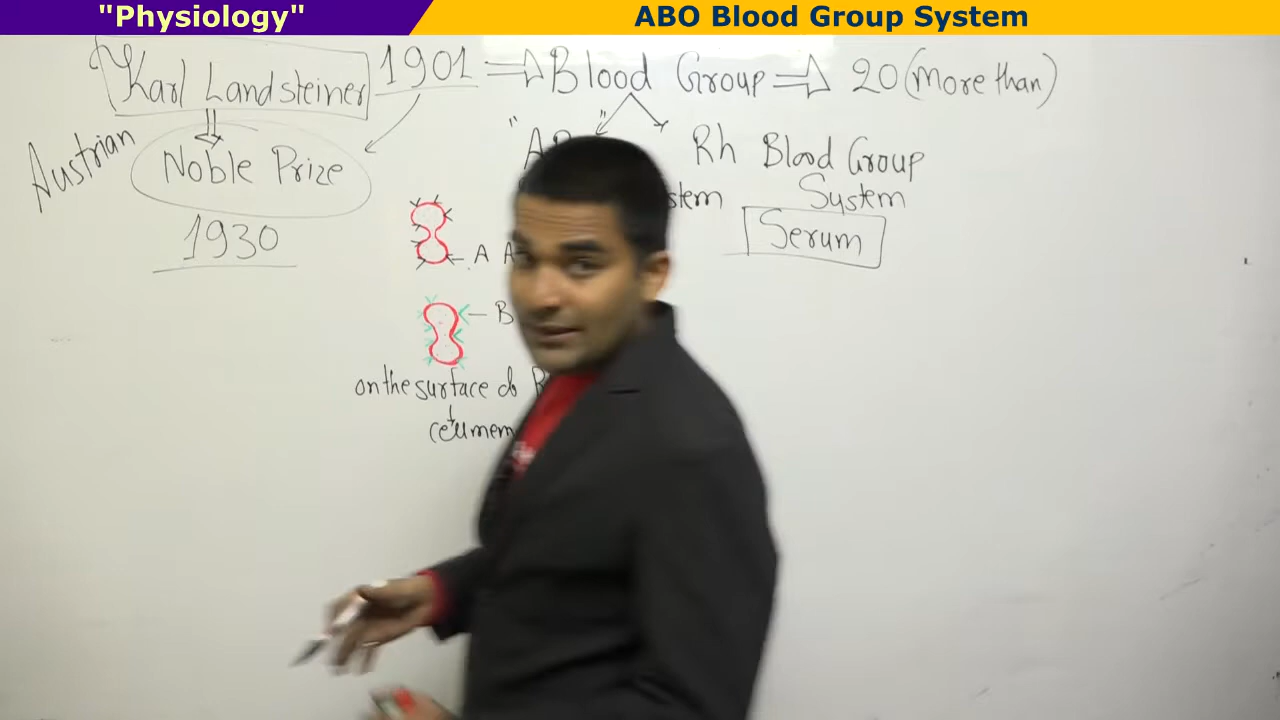 "Physiology"
ABO Blood Group System
Karl Landsteiner 1901 ⇒ Blood Group ⇒ 20 (More than)
Austrian
Noble Prize
Rh Blood Group
System
1930
Serum
A
B
on the surface of